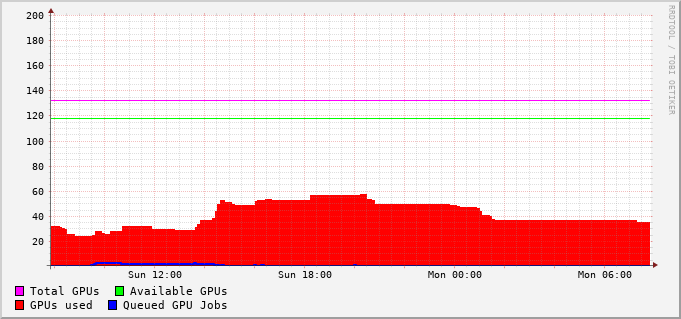 200
180
160
140
120
100
80
60
40
20
Sun 12:00 Sun 18:00 Mon 00:00 Mon 06:00
Total GPUs Available GPUs
GPUs used Queued GPU Jobs
RRDTOOL / TOBI OETIKER